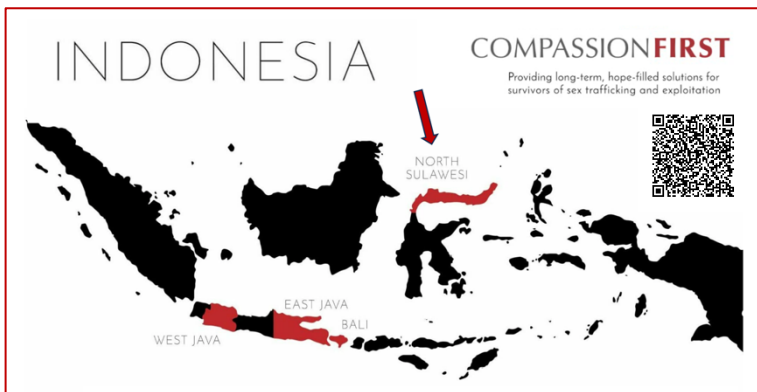 INDONESIA
COMPASSIONFIRST
Providing long-term, hope-filled solutions for
survivors of sex trafficking and exploitation
NORTH
SULAWESI
EAST JAVA
BALI
WEST JAVA